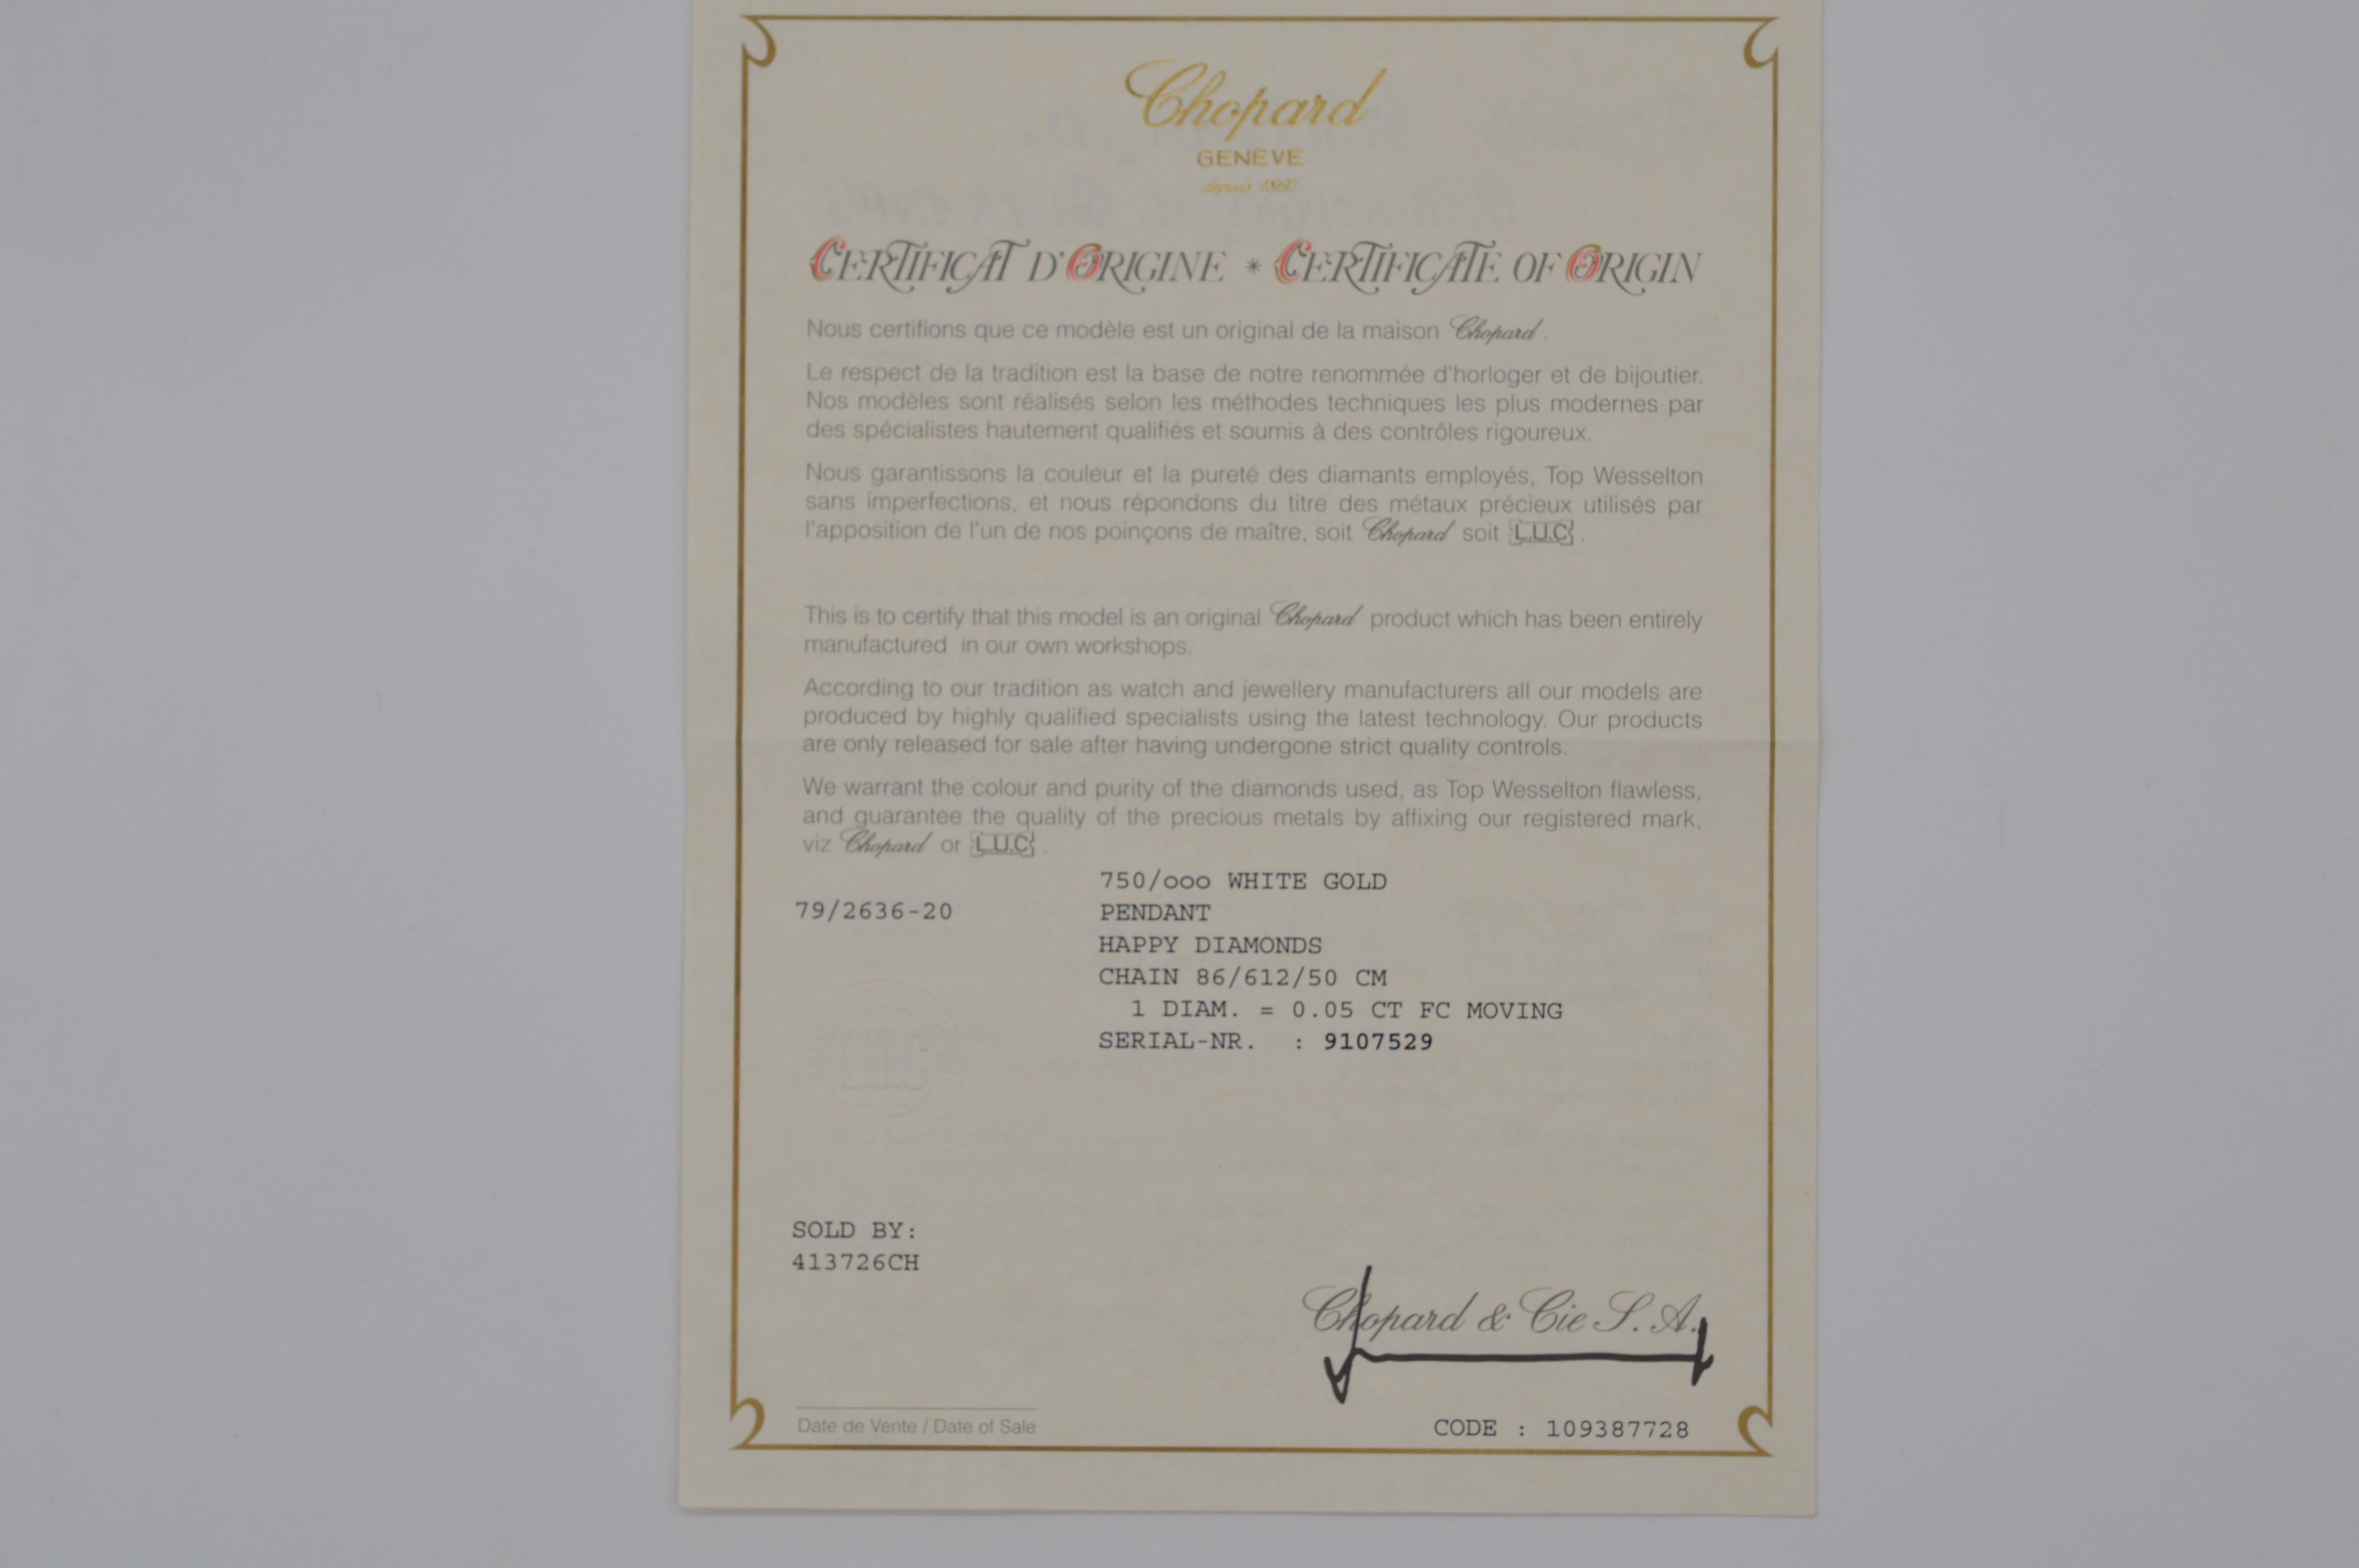 Chopard
GENEVE
depuis 1860
CERTIFICAT D'ORIGINE * CERTIFICATE OF ORIGIN
Nous certifions que ce modèle est un original de la maison Chopard.
Le respect de la tradition est la base de notre renommée d'horloger et de bijoutier.
Nos modèles sont réalisés selon les méthodes techniques les plus modernes par
des spécialistes hautement qualifiés et soumis à des contrôles rigoureux.
Nous garantissons la couleur et la pureté des diamants employés, Top Wesselton
sans imperfections, et nous répondons du titre des métaux précieux utilisés par
l'apposition de l'un de nos poinçons de maître, soit Chopard soit L.U.C.
This is to certify that this model is an original Chopard product which has been entirely
manufactured in our own workshops.
According to our tradition as watch and jewellery manufacturers all our models are
produced by highly qualified specialists using the latest technology. Our products
are only released for sale after having undergone strict quality controls.
We warrant the colour and purity of the diamonds used, as Top Wesselton flawless,
and guarantee the quality of the precious metals by affixing our registered mark,
viz Chopard or L.U.C.
750/ooo WHITE GOLD
79/2636-20 PENDANT
HAPPY DIAMONDS
CHAIN 86/612/50 CM
1 DIAM. = 0.05 CT FC MOVING
SERIAL-NR. : 9107529
LUC
SOLD BY:
413726CH
Chopard & Cie S. A.
Date de Vente / Date of Sale
CODE : 109387728